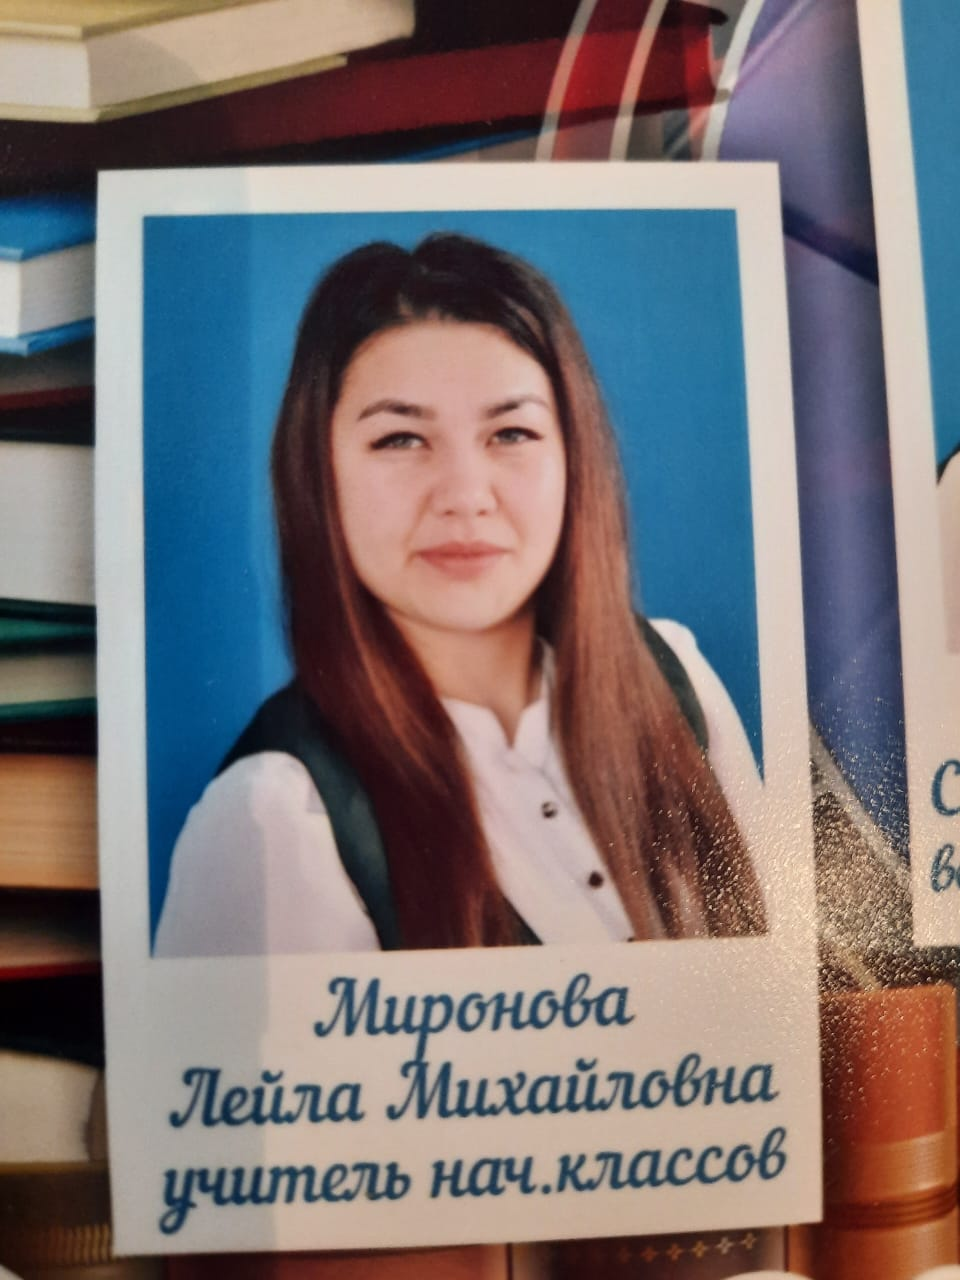 Миронова
Лейла Михайловна
учитель нач.классов